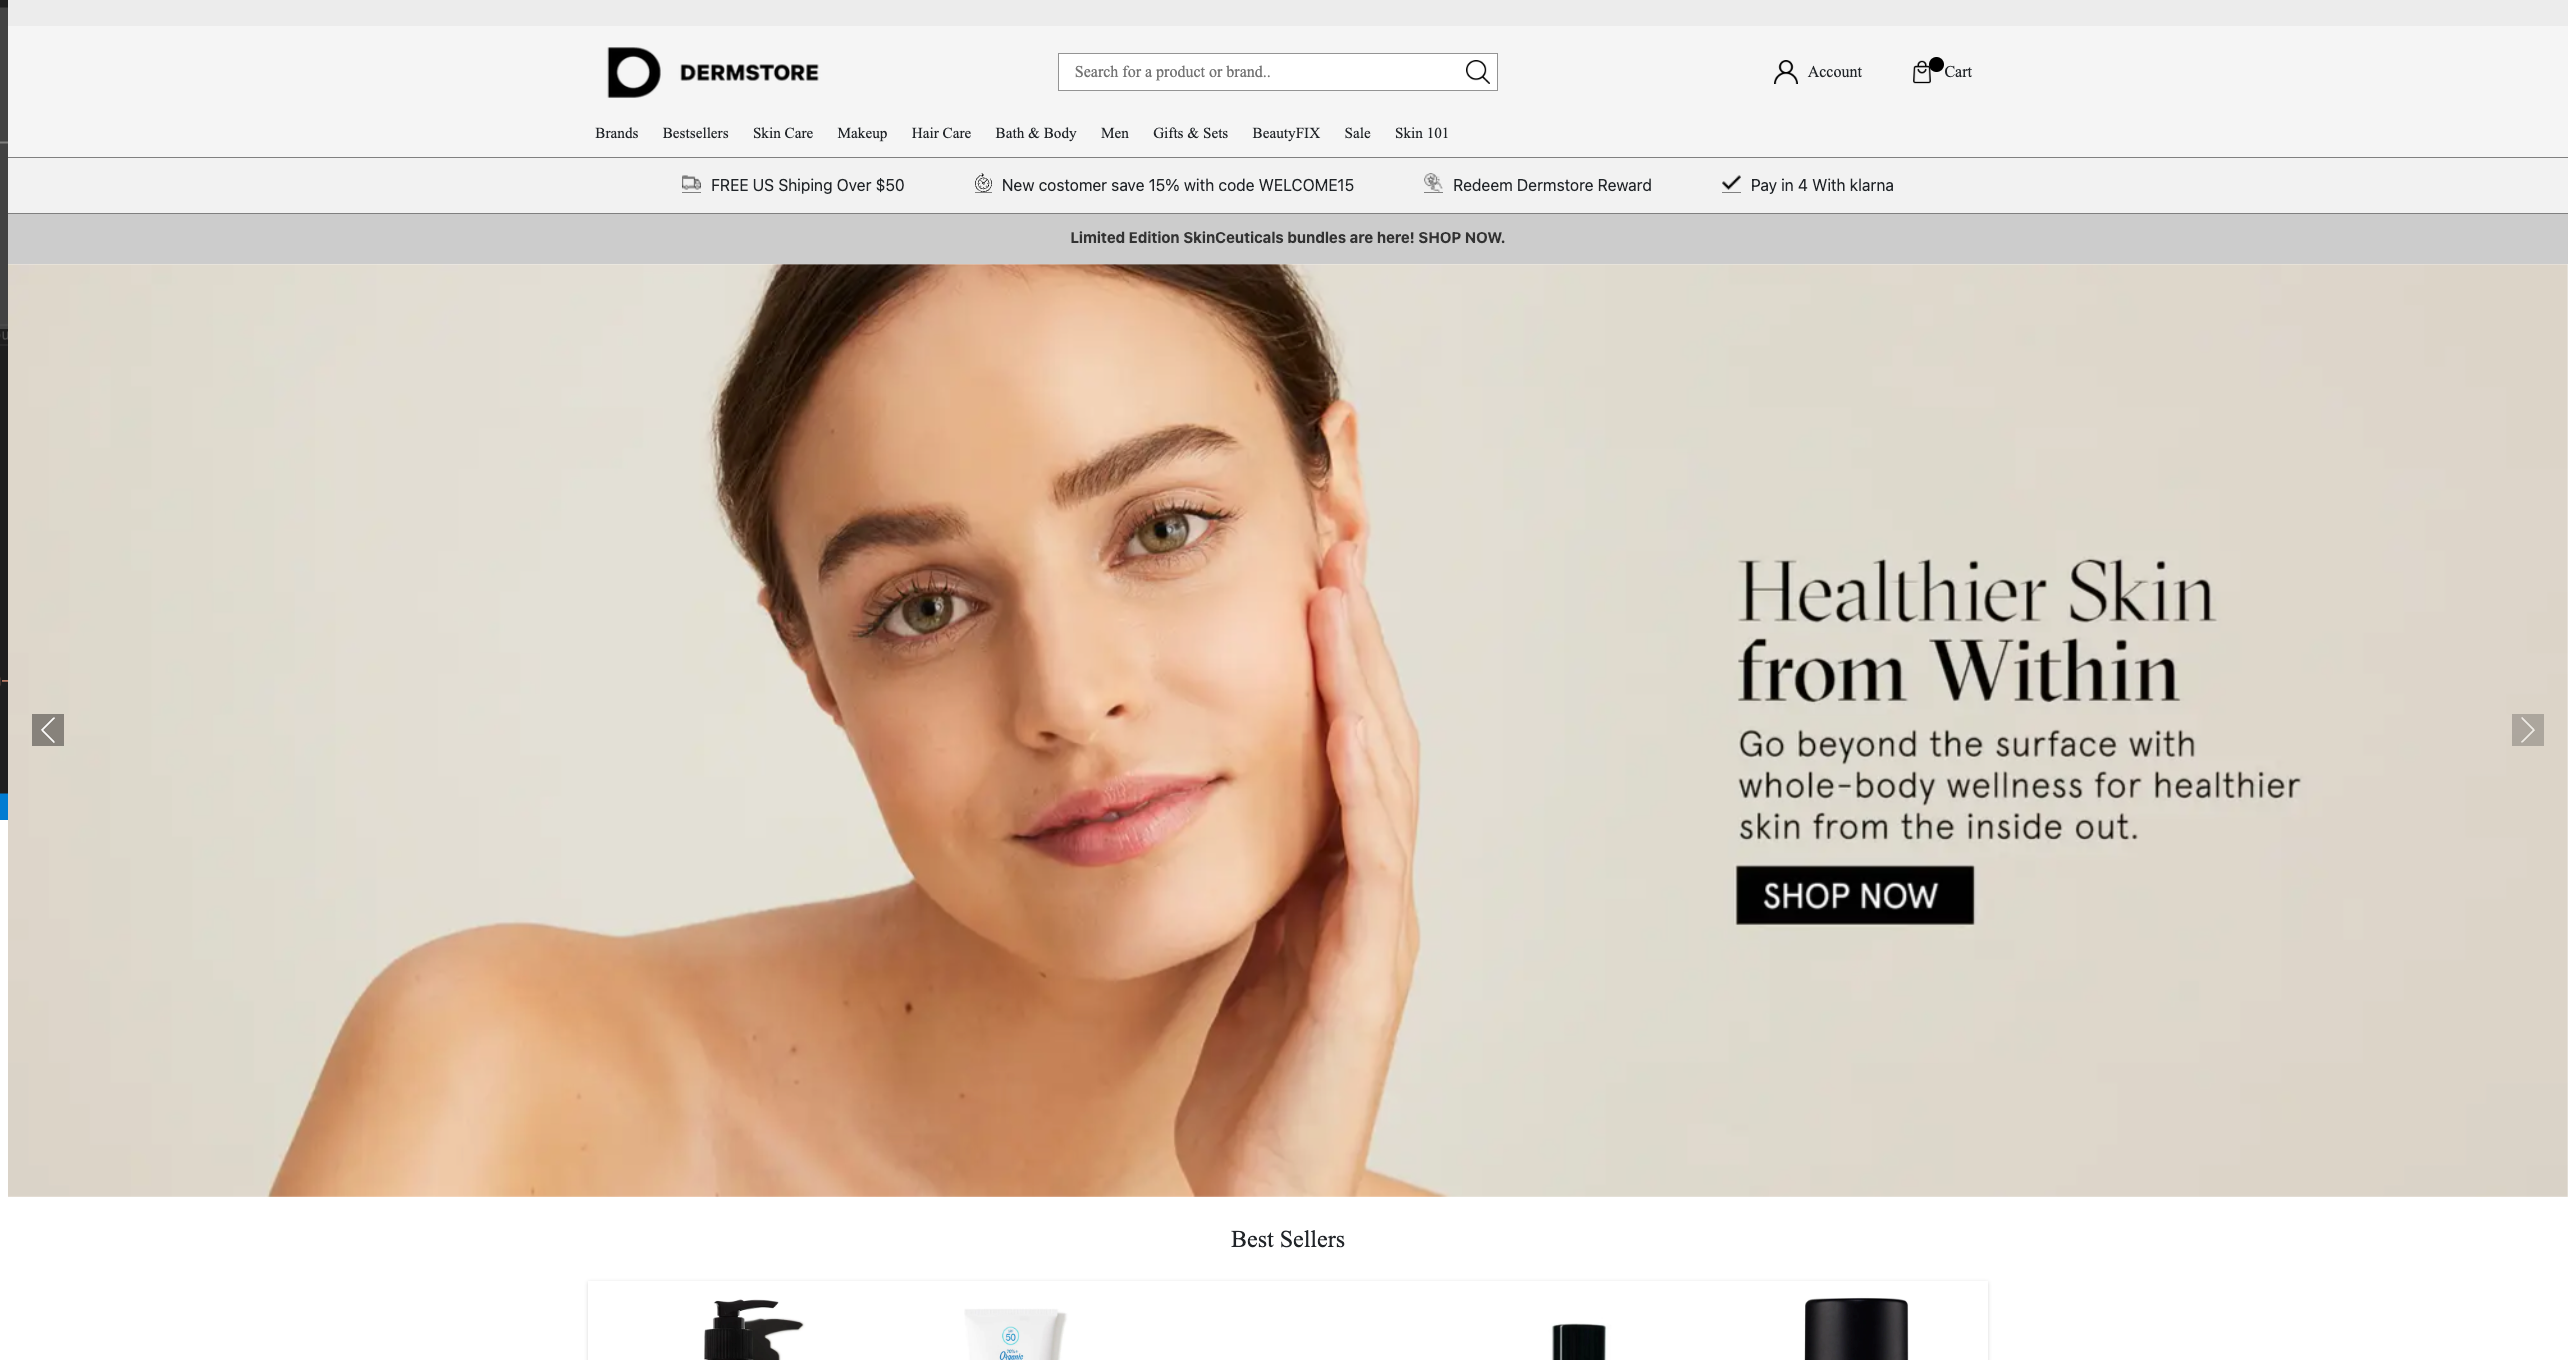 DERMSTORE
Search for a product or brand..
Account
Cart
Brands Bestsellers Skin Care Makeup Hair Care Bath & Body Men Gifts & Sets BeautyFIX Sale Skin 101
FREE US Shiping Over $50 New costomer save 15% with code WELCOME15 Redeem Dermstore Reward Pay in 4 With klarna
Limited Edition SkinCeuticals bundles are here! SHOP NOW.
Healthier Skin
from Within
Go beyond the surface with
whole-body wellness for healthier
skin from the inside out.
SHOP NOW
Best Sellers
50
Organic